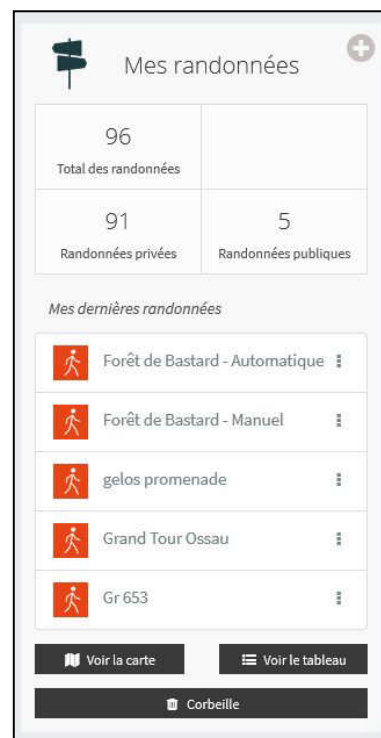 Mes randonnées
96
Total des randonnées
91
Randonnées privées
5
Randonnées publiques
Mes dernières randonnées
Forêt de Bastard - Automatique
Forêt de Bastard - Manuel
gelos promenade
Grand Tour Ossau
Gr 653
Voir la carte
Voir le tableau
Corbeille